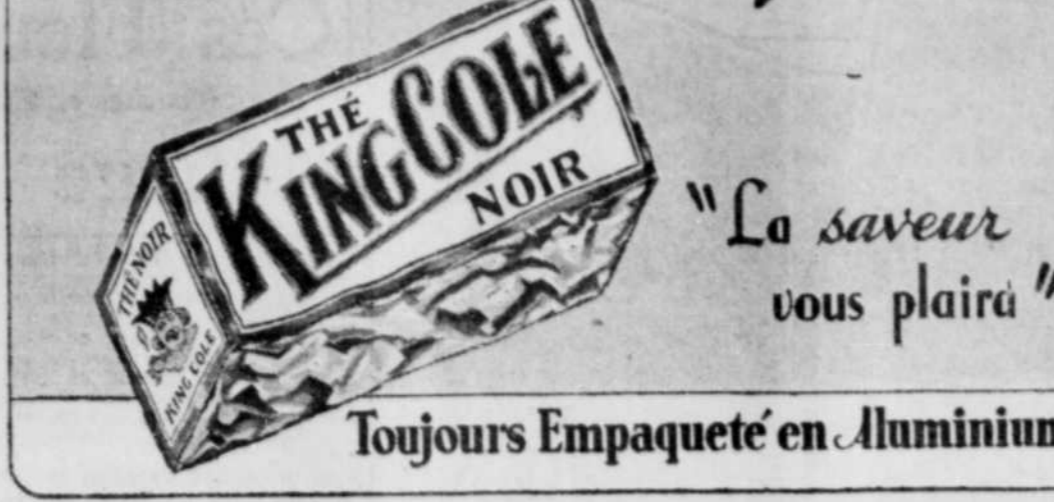 THÉ
KING COLE
NOIR
THÉ NOIR
KING COLE
"La saveur
vous plaira"
Toujours Empaqueté en Aluminium